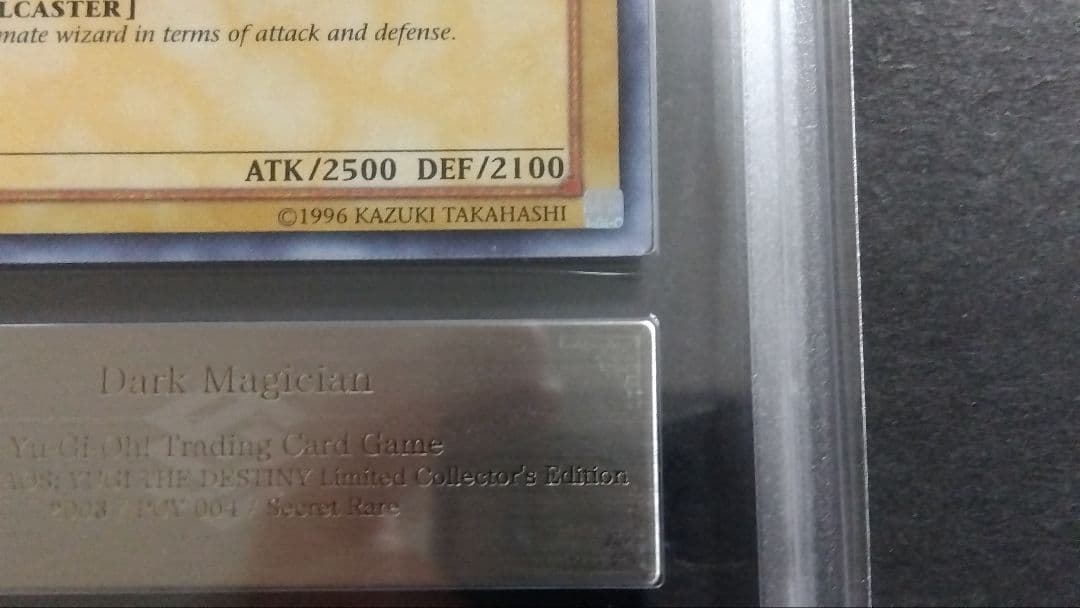 LCASTER]
mate wizard in terms of attack and defense.
ATK/2500 DEF/2100
©1996 KAZUKI TAKAHASHI
Dark Magician
Yu-Gi-Oh! Trading Card Game
THE DESTINY Limited Collector's Edition
004 / Secret Rare